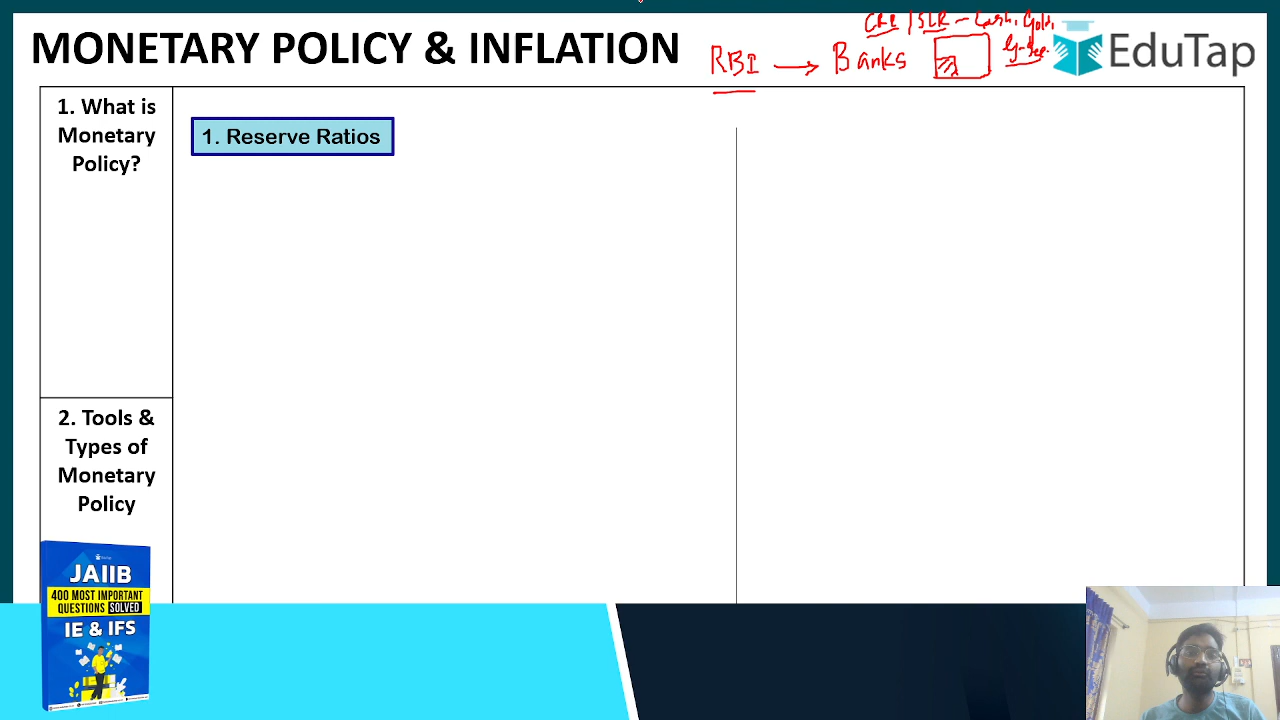 MONETARY POLICY & INFLATION
CRR / SLR - Cash, Gold,
G-Sec.
RBI → Banks
EduTap
1. What is
Monetary
Policy?
1. Reserve Ratios
2. Tools &
Types of
Monetary
Policy
JAIIB
400 MOST IMPORTANT
QUESTIONS SOLVED
IE & IFS